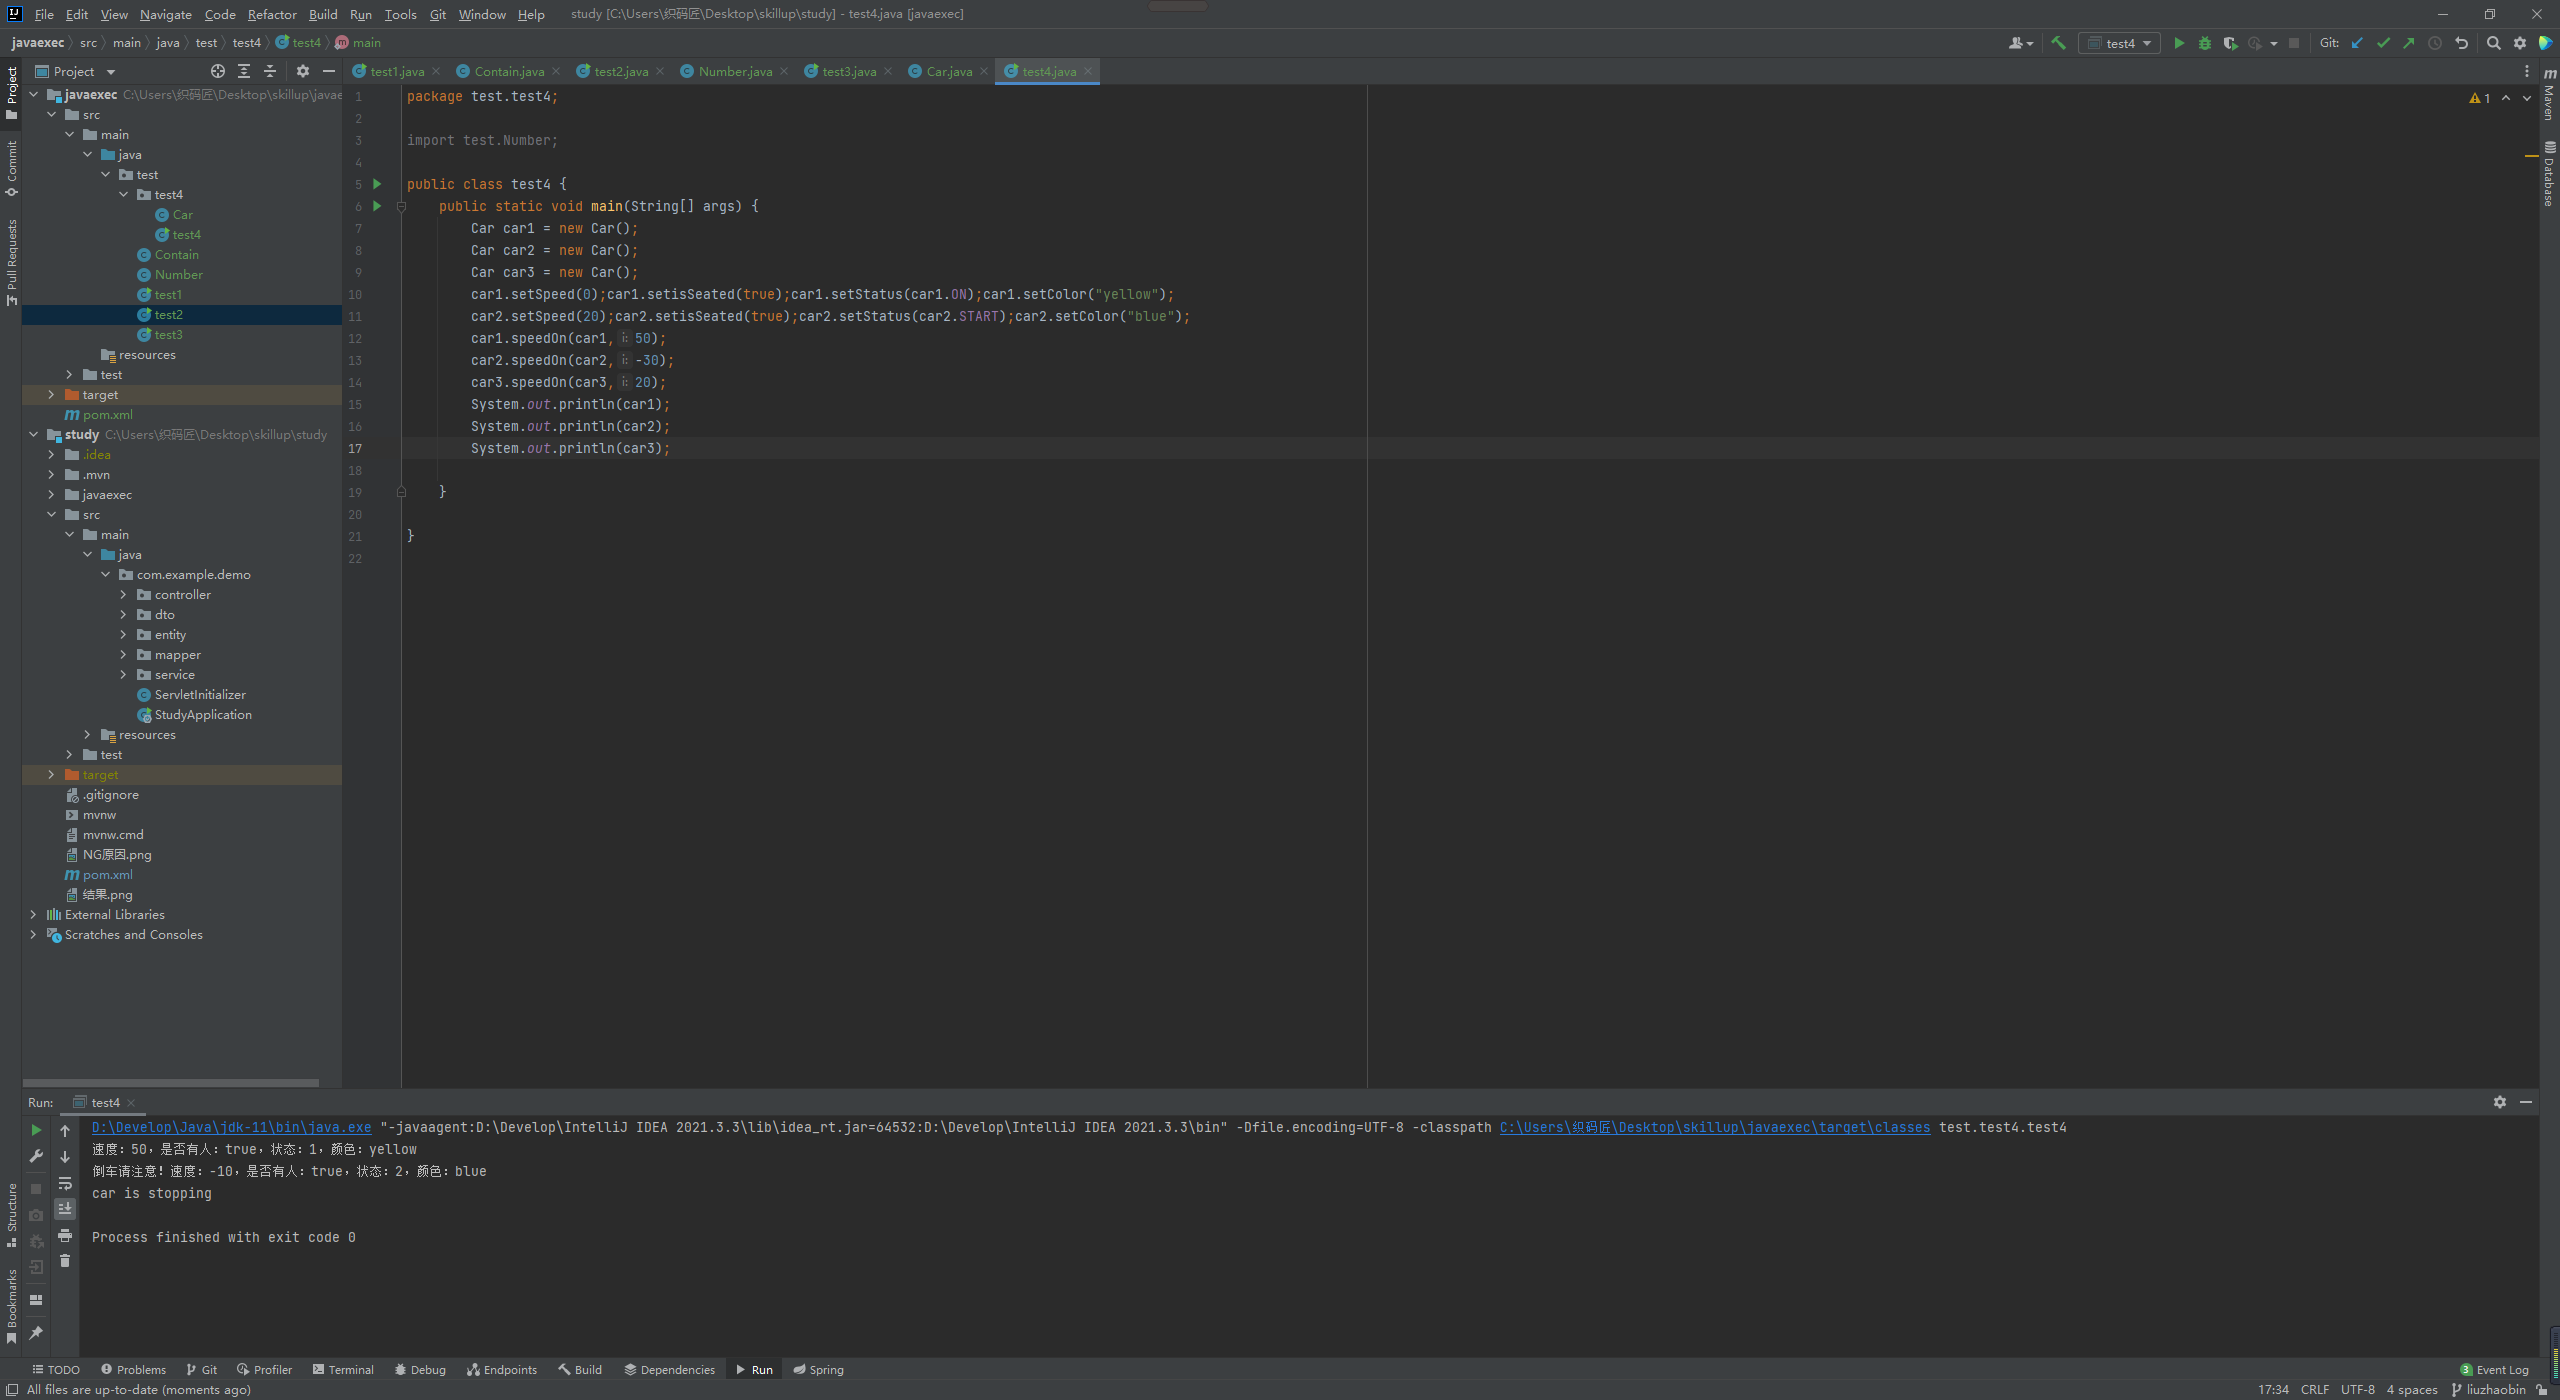 File Edit View Navigate Code Refactor Build Run Tools Git Window Help study [C:\Users\织码匠\Desktop\skillup\study] - test4.java [javaexec]
javaexec src main java test test4 test4 main
test4 Git:
Project
test1.java Contain.java test2.java Number.java test3.java Car.java test4.java
javaexec C:\Users\织码匠\Desktop\skillup\javae
src
main
java
test
test4
Car
test4
Contain
Number
test1
test2
test3
resources
test
target
pom.xml
study C:\Users\织码匠\Desktop\skillup\study
.idea
.mvn
javaexec
src
main
java
com.example.demo
controller
dto
entity
mapper
service
ServletInitializer
StudyApplication
resources
test
target
.gitignore
mvnw
mvnw.cmd
NG原因.png
pom.xml
结果.png
External Libraries
Scratches and Consoles
Project
Commit
Pull Requests
Structure
Bookmarks
1 package test.test4;
2
3 import test.Number;
4
5 public class test4 {
6 public static void main(String[] args) {
7 Car car1 = new Car();
8 Car car2 = new Car();
9 Car car3 = new Car();
10 car1.setSpeed(0);car1.setisSeated(true);car1.setStatus(car1.ON);car1.setColor("yellow");
11 car2.setSpeed(20);car2.setisSeated(true);car2.setStatus(car2.START);car2.setColor("blue");
12 car1.speedOn(car1, i: 50);
13 car2.speedOn(car2, i: -30);
14 car3.speedOn(car3, i: 20);
15 System.out.println(car1);
16 System.out.println(car2);
17 System.out.println(car3);
18
19 }
20
21 }
22
1
Maven
Database
Run: test4
D:\Develop\Java\jdk-11\bin\java.exe "-javaagent:D:\Develop\IntelliJ IDEA 2021.3.3\lib\idea_rt.jar=64532:D:\Develop\IntelliJ IDEA 2021.3.3\bin" -Dfile.encoding=UTF-8 -classpath C:\Users\织码匠\Desktop\skillup\javaexec\target\classes test.test4.test4
速度：50，是否有人：true，状态：1，颜色：yellow
倒车请注意！速度：-10，是否有人：true，状态：2，颜色：blue
car is stopping
Process finished with exit code 0
TODO Problems Git Profiler Terminal Debug Endpoints Build Dependencies Run Spring 3 Event Log
All files are up-to-date (moments ago) 17:34 CRLF UTF-8 4 spaces liuzhaobin